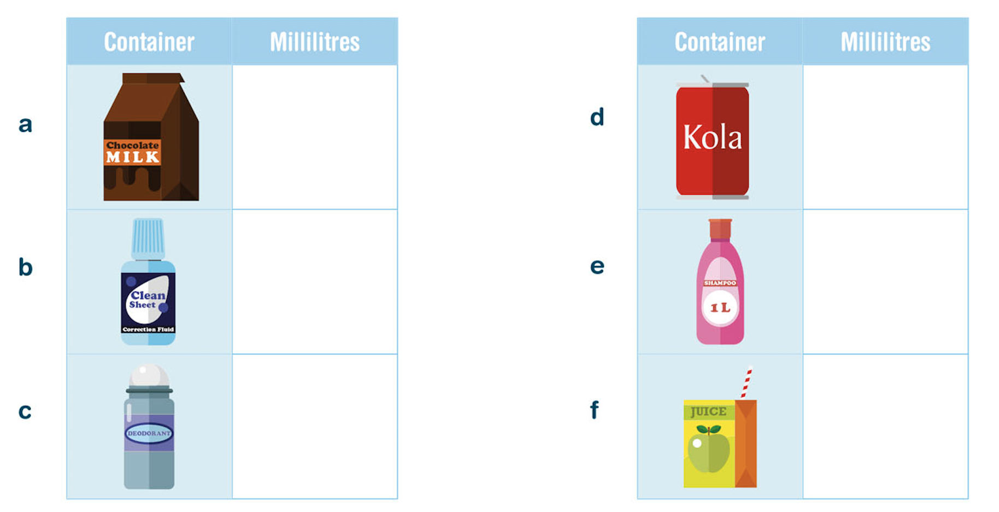 Container Millilitres
a
Chocolate
MILK
b
Clean
Sheet
Correction Fluid
c
DEODORANT
Container Millilitres
d
Kola
e
SHAMPOO
1 L
f
JUICE